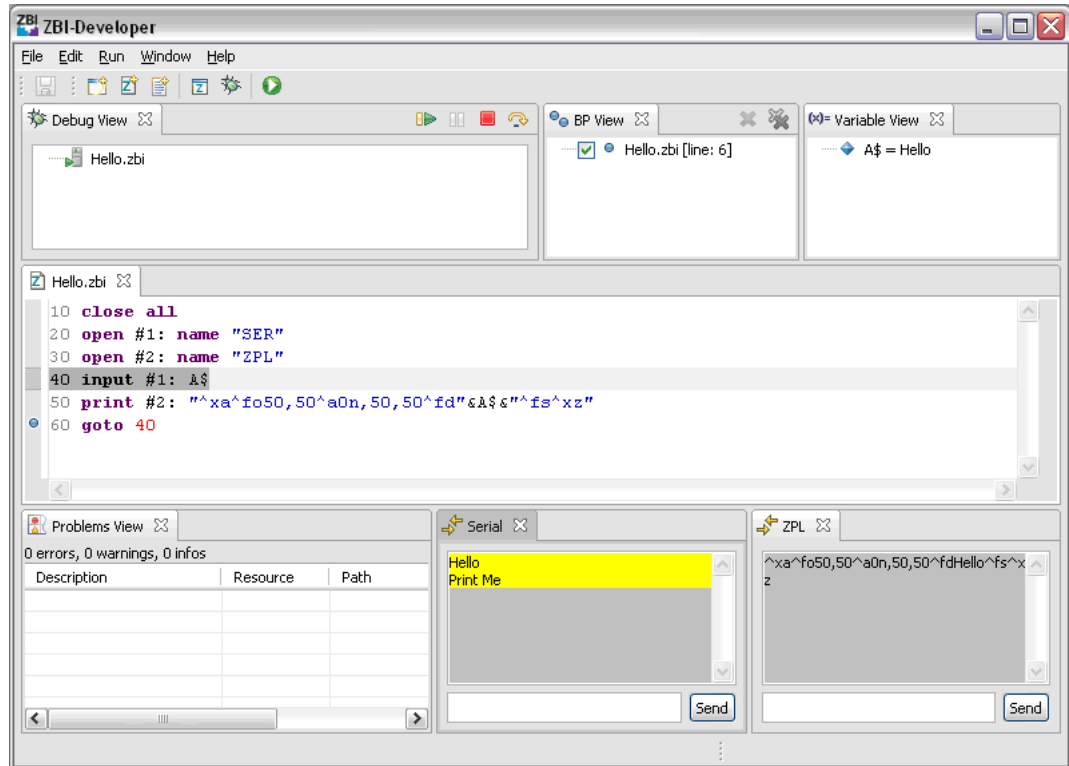 ZBI ZBI-Developer
File Edit Run Window Help
Debug View
BP View
Variable View
Hello.zbi
Hello.zbi [line: 6]
A$ = Hello
Hello.zbi
10 close all
20 open #1: name "SER"
30 open #2: name "ZPL"
40 input #1: A$
50 print #2: "^xa^fo50,50^a0n,50,50^fd"&A$&"^fs^xz"
60 goto 40
Problems View
0 errors, 0 warnings, 0 infos
Description Resource Path
Serial
Hello
Print Me
Send
ZPL
^xa^fo50,50^a0n,50,50^fdHello^fs^x
z
Send